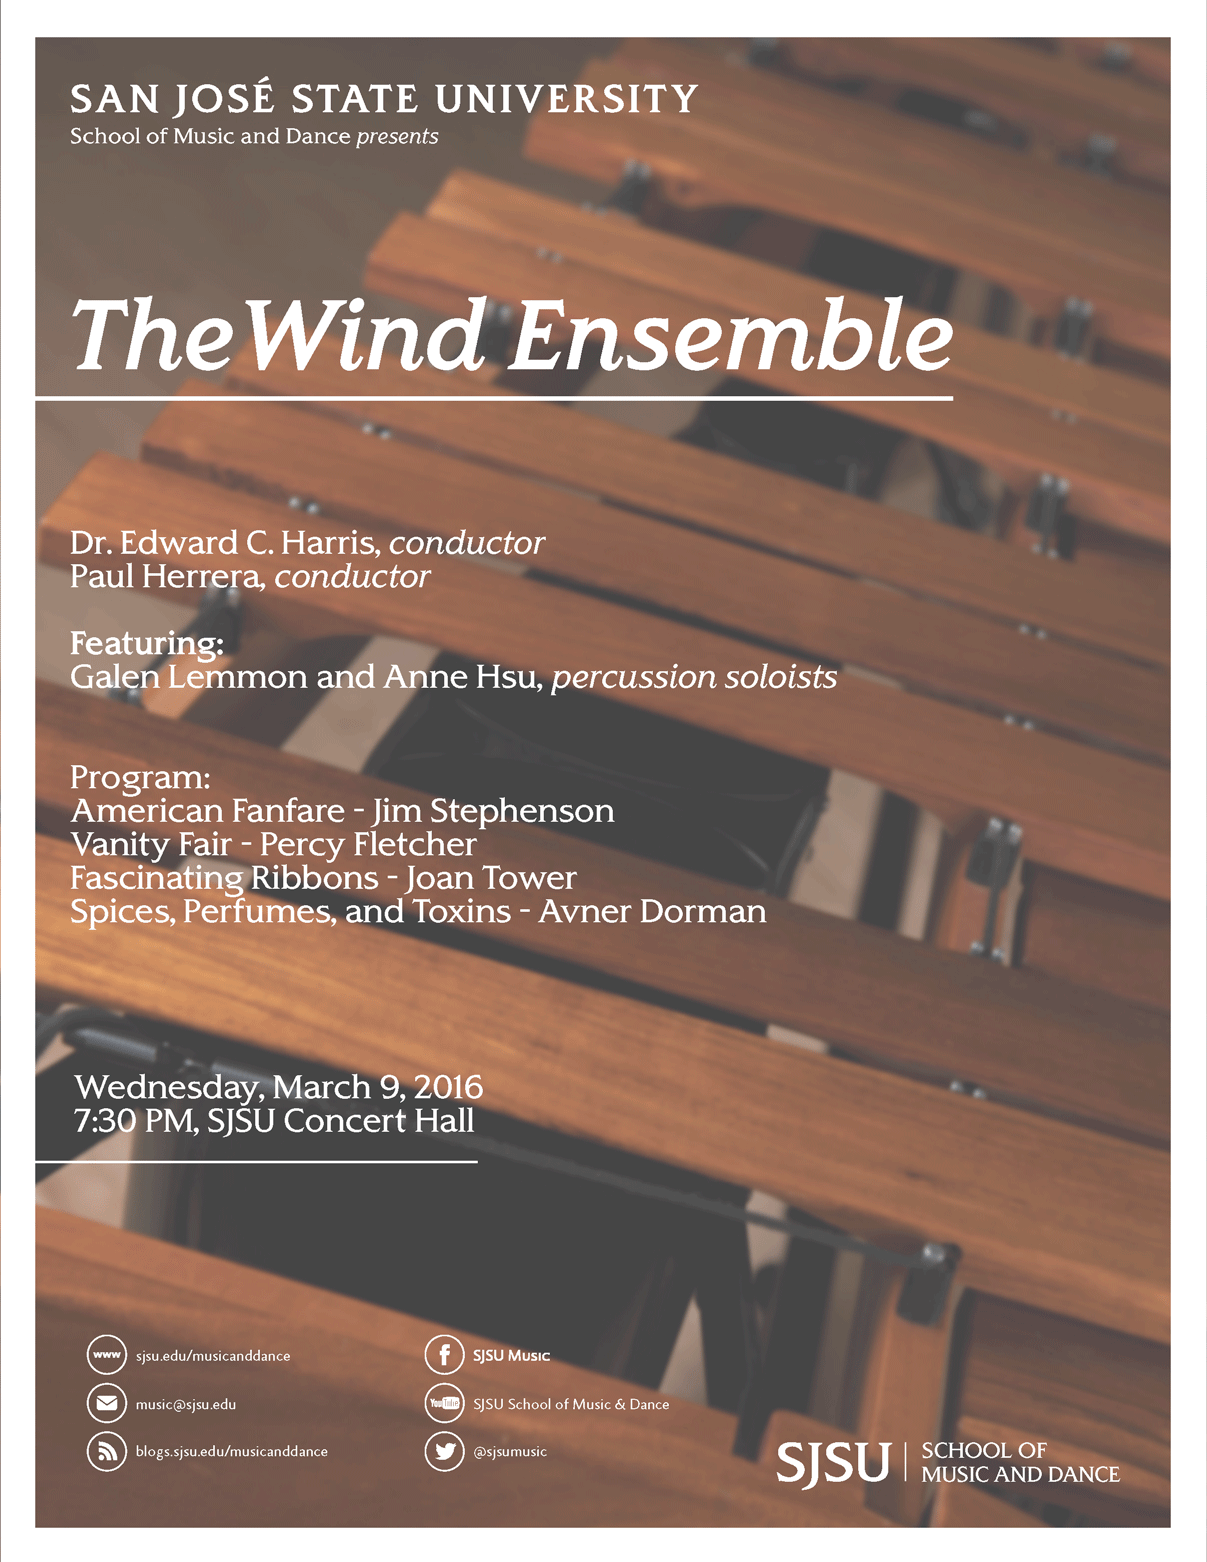 SAN JOSÉ STATE UNIVERSITY
School of Music and Dance presents
The Wind Ensemble
Dr. Edward C. Harris, conductor
Paul Herrera, conductor
Featuring:
Galen Lemmon and Anne Hsu, percussion soloists
Program:
American Fanfare - Jim Stephenson
Vanity Fair - Percy Fletcher
Fascinating Ribbons - Joan Tower
Spices, Perfumes, and Toxins - Avner Dorman
Wednesday, March 9, 2016
7:30 PM, SJSU Concert Hall
www sjsu.edu/musicanddance
music@sjsu.edu
blogs.sjsu.edu/musicanddance
f SJSU Music
YouTube SJSU School of Music & Dance
@sjsumusic
SJSU | SCHOOL OF
MUSIC AND DANCE